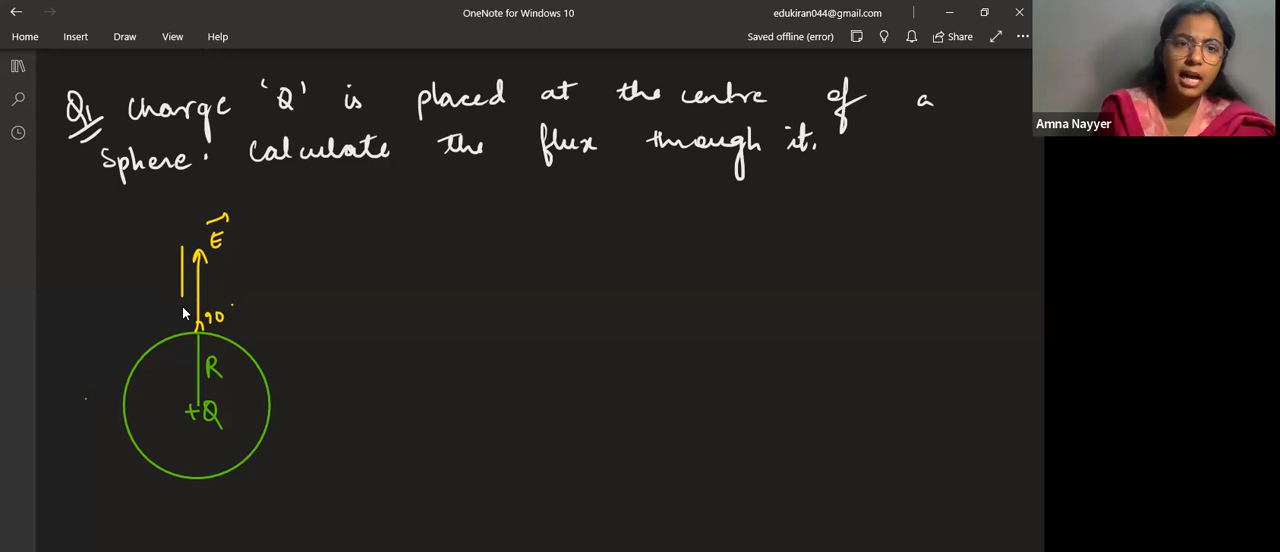 OneNote for Windows 10
edukiran044@gmail.com
Home Insert Draw View Help
Saved offline (error)
Share
Amna Nayyer
Q1 Charge 'Q' is placed at the centre of a
sphere. Calculate the flux through it.
E
90°
R
+Q